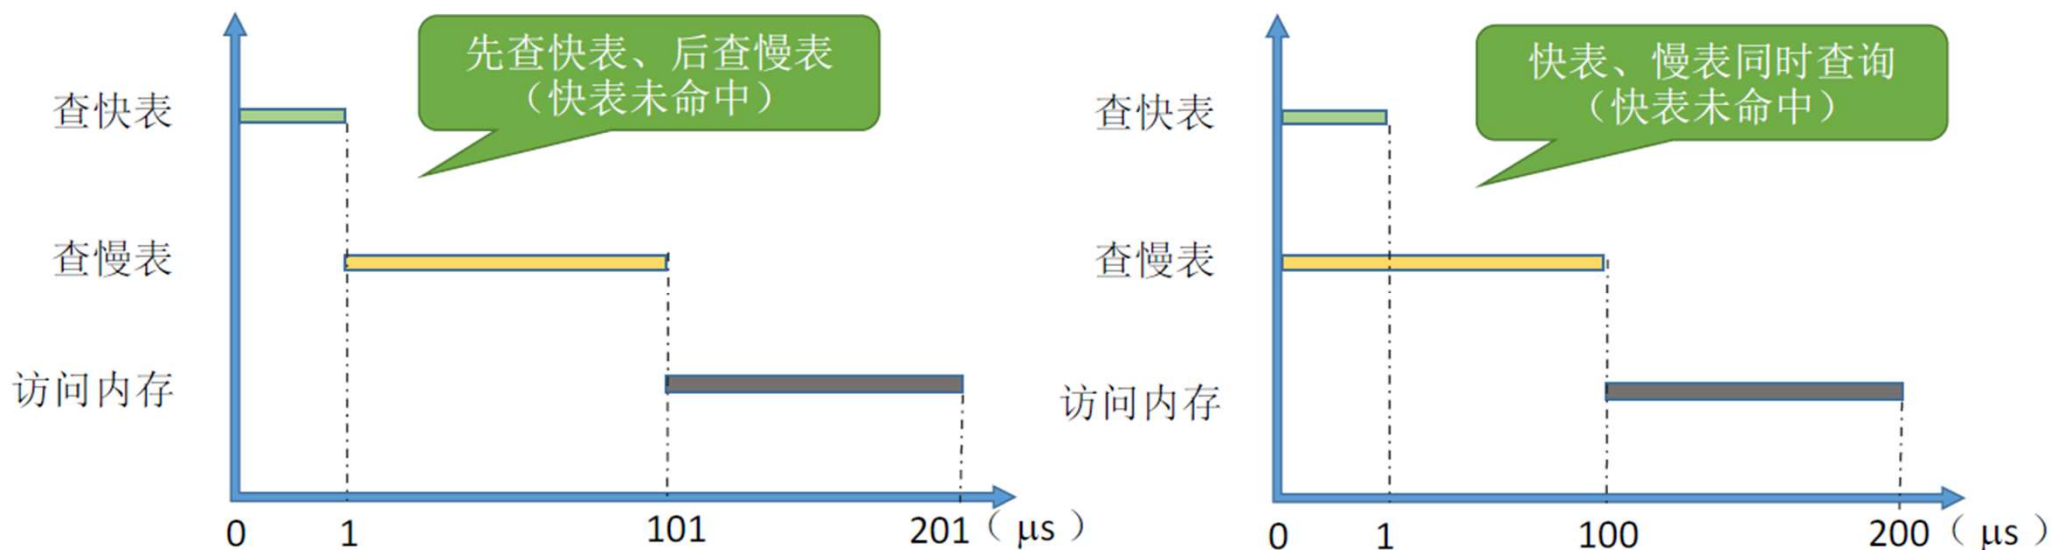 先查快表、后查慢表
（快表未命中）
查快表
查慢表
访问内存
0
1
101
201（μs）
快表、慢表同时查询
（快表未命中）
查快表
查慢表
访问内存
0
1
100
200（μs）